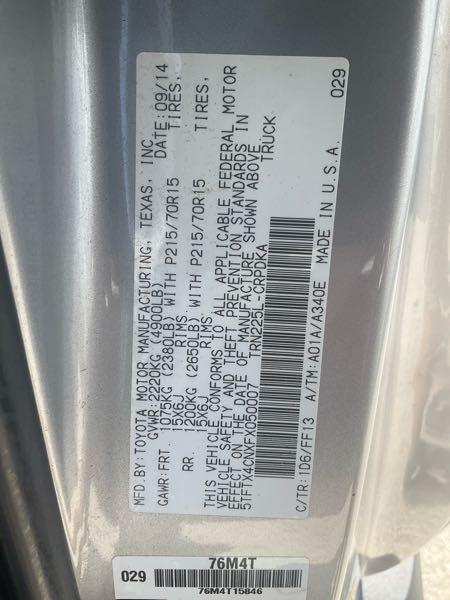 MFD.BY:TOYOTA MOTOR MANUFACTURING, TEXAS, INC.
GVWR:2220KG (4900LB) DATE:09/14
GAWR:FRT. 1075KG(2380LB) WITH P215/70R15 TIRES,
15X6J RIMS
RR. 1200KG (2650LB) WITH P215/70R15 TIRES,
15X6J RIMS
THIS VEHICLE CONFORMS TO ALL APPLICABLE FEDERAL MOTOR
VEHICLE SAFETY AND THEFT PREVENTION STANDARDS IN
EFFECT ON THE DATE OF MANUFACTURE SHOWN ABOVE.
5TFTX4CNXFX050007 TRN225L-CRPDKA TRUCK
C/TR:1D6/FF13 A/TM:A01A/A340E MADE IN U.S.A. 029
029
76M4T
76M4T15846